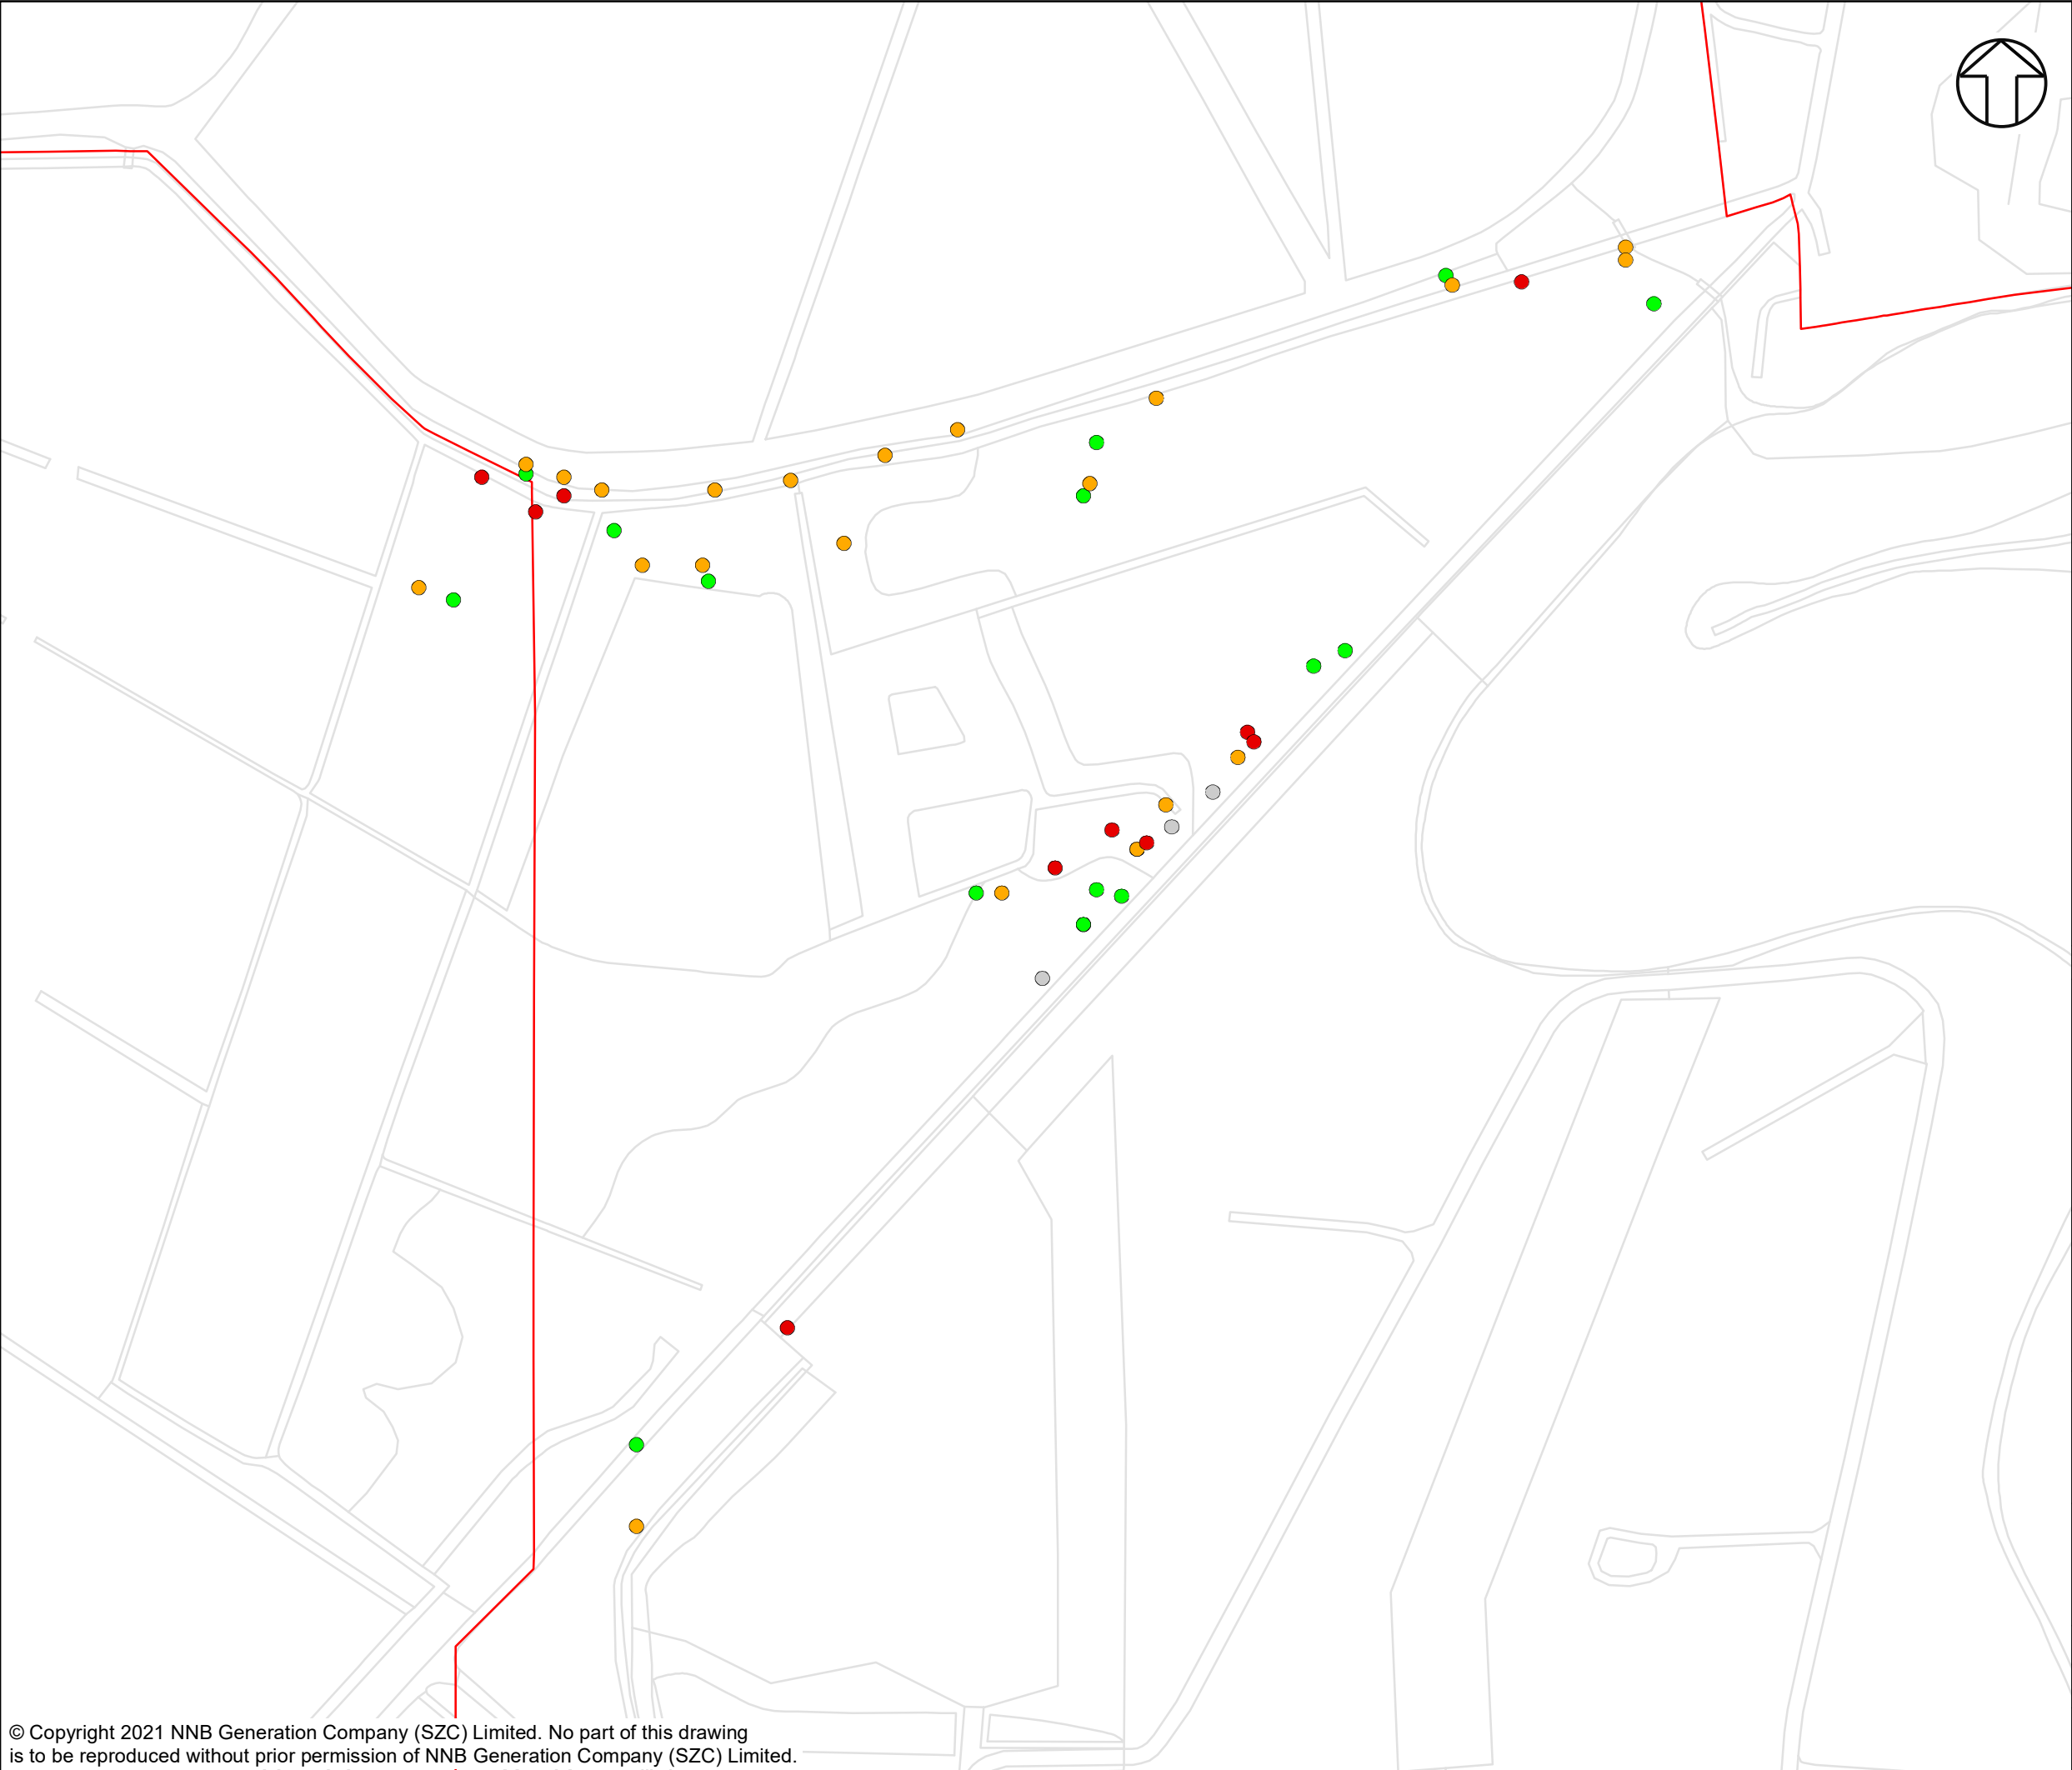 © Copyright 2021 NNB Generation Company (SZC) Limited. No part of this drawing
is to be reproduced without prior permission of NNB Generation Company (SZC) Limited.